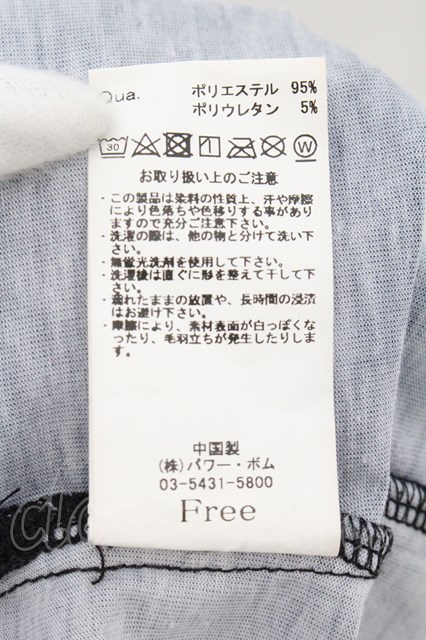 Qua.
ポリエステル 95%
ポリウレタン 5%
30
W
お取り扱い上のご注意
・この製品は染料の性質上、汗や摩擦
により色落ちや色移りする事があり
ますので充分ご注意下さい。
・洗濯の際は、他の物と分けて洗い下
さい。
・無蛍光洗剤を使用して下さい。
・洗濯後は直ぐに形を整えて干して下
さい。
・濡れたままの放置や、長時間の浸漬
はお避け下さい。
・摩擦により、素材表面が白っぽくな
ったり、毛羽立ちが発生したりしま
す。
中国製
(株)パワー・ボム
03-5431-5800
Free